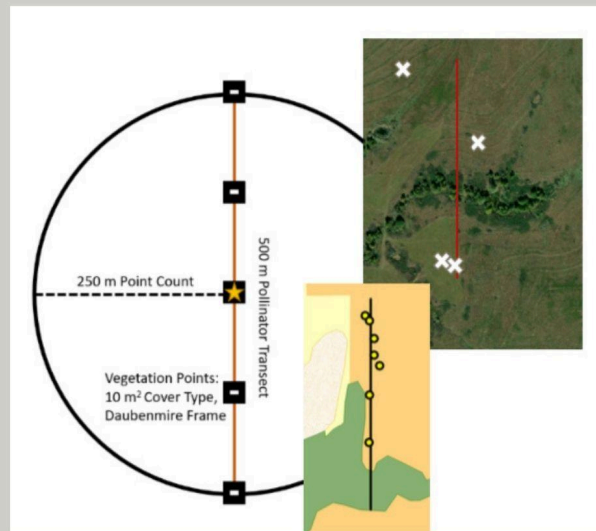 250 m Point Count
500 m Pollinator Transect
Vegetation Points:
10 m² Cover Type,
Daubenmire Frame